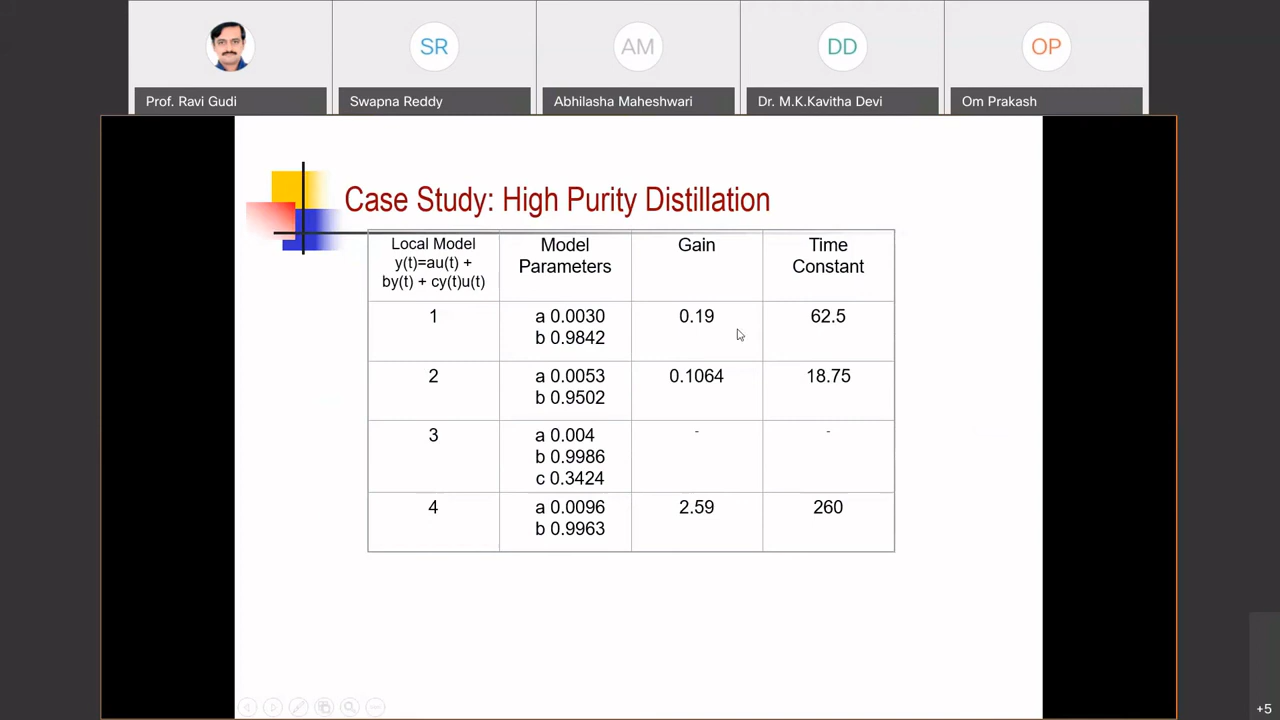 SR
AM
DD
OP
Prof. Ravi Gudi
Swapna Reddy
Abhilasha Maheshwari
Dr. M.K.Kavitha Devi
Om Prakash
Case Study: High Purity Distillation
Local Model
y(t)=au(t) +
by(t) + cy(t)u(t)
Model
Parameters
Gain
Time
Constant
1
a 0.0030
b 0.9842
0.19
62.5
2
a 0.0053
b 0.9502
0.1064
18.75
3
a 0.004
b 0.9986
c 0.3424
-
-
4
a 0.0096
b 0.9963
2.59
260
+5